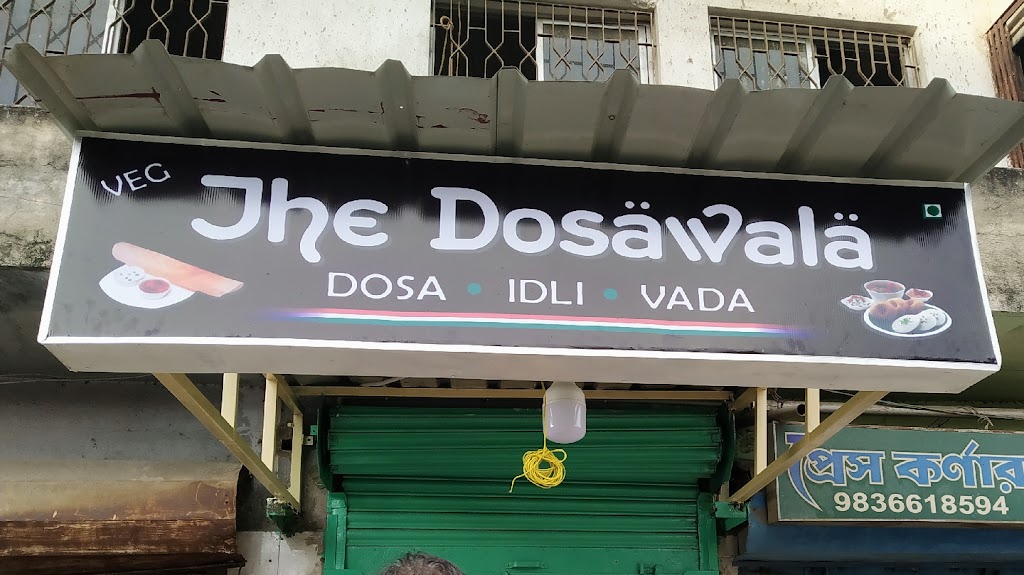 VEG
Jhe Dosäwalä
DOSA • IDLI • VADA
প্রেস কর্ণার
9836618594